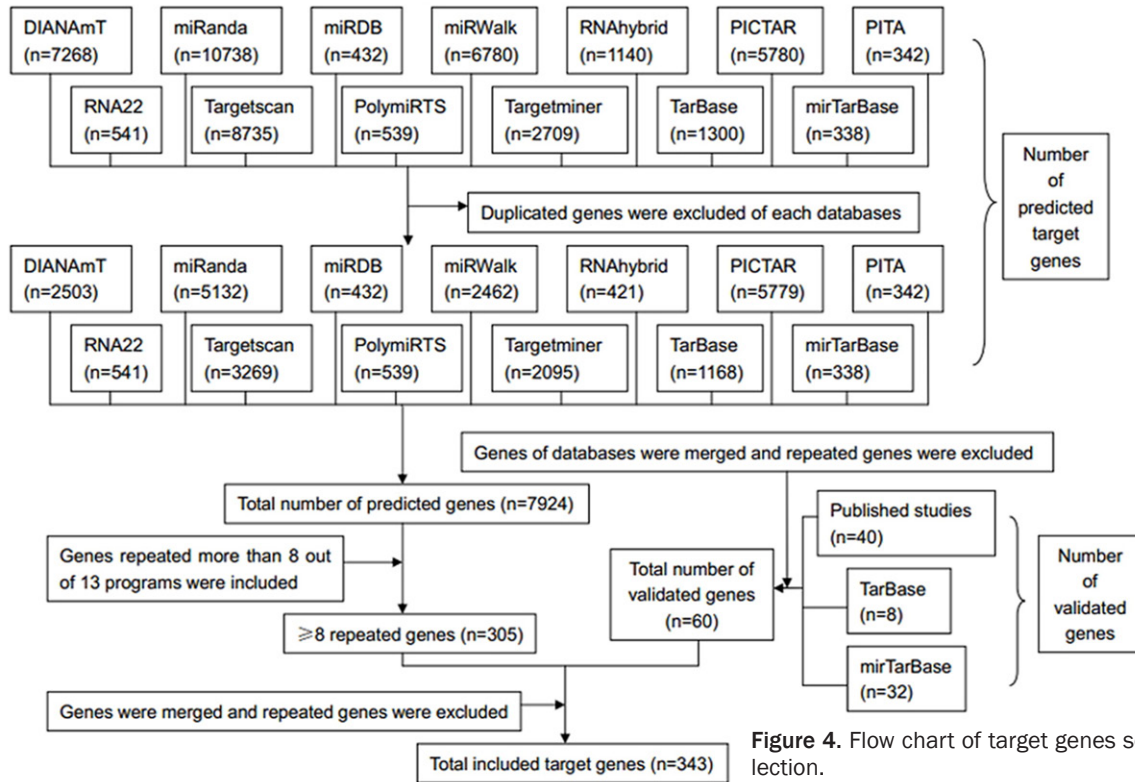 DIANAmT
(n=7268)
miRanda
(n=10738)
miRDB
(n=432)
miRWalk
(n=6780)
RNAhybrid
(n=1140)
PICTAR
(n=5780)
PITA
(n=342)
RNA22
(n=541)
Targetscan
(n=8735)
PolymiRTS
(n=539)
Targetminer
(n=2709)
TarBase
(n=1300)
mirTarBase
(n=338)
Number
of
predicted
target
genes
Duplicated genes were excluded of each databases
DIANAmT
(n=2503)
miRanda
(n=5132)
miRDB
(n=432)
miRWalk
(n=2462)
RNAhybrid
(n=421)
PICTAR
(n=5779)
PITA
(n=342)
RNA22
(n=541)
Targetscan
(n=3269)
PolymiRTS
(n=539)
Targetminer
(n=2095)
TarBase
(n=1168)
mirTarBase
(n=338)
Genes of databases were merged and repeated genes were excluded
Total number of predicted genes (n=7924)
Published studies
(n=40)
Genes repeated more than 8 out
of 13 programs were included
Total number of
validated genes
(n=60)
TarBase
(n=8)
Number
of
validated
genes
≥8 repeated genes (n=305)
mirTarBase
(n=32)
Genes were merged and repeated genes were excluded
Total included target genes (n=343)
Figure 4. Flow chart of target genes se
lection.